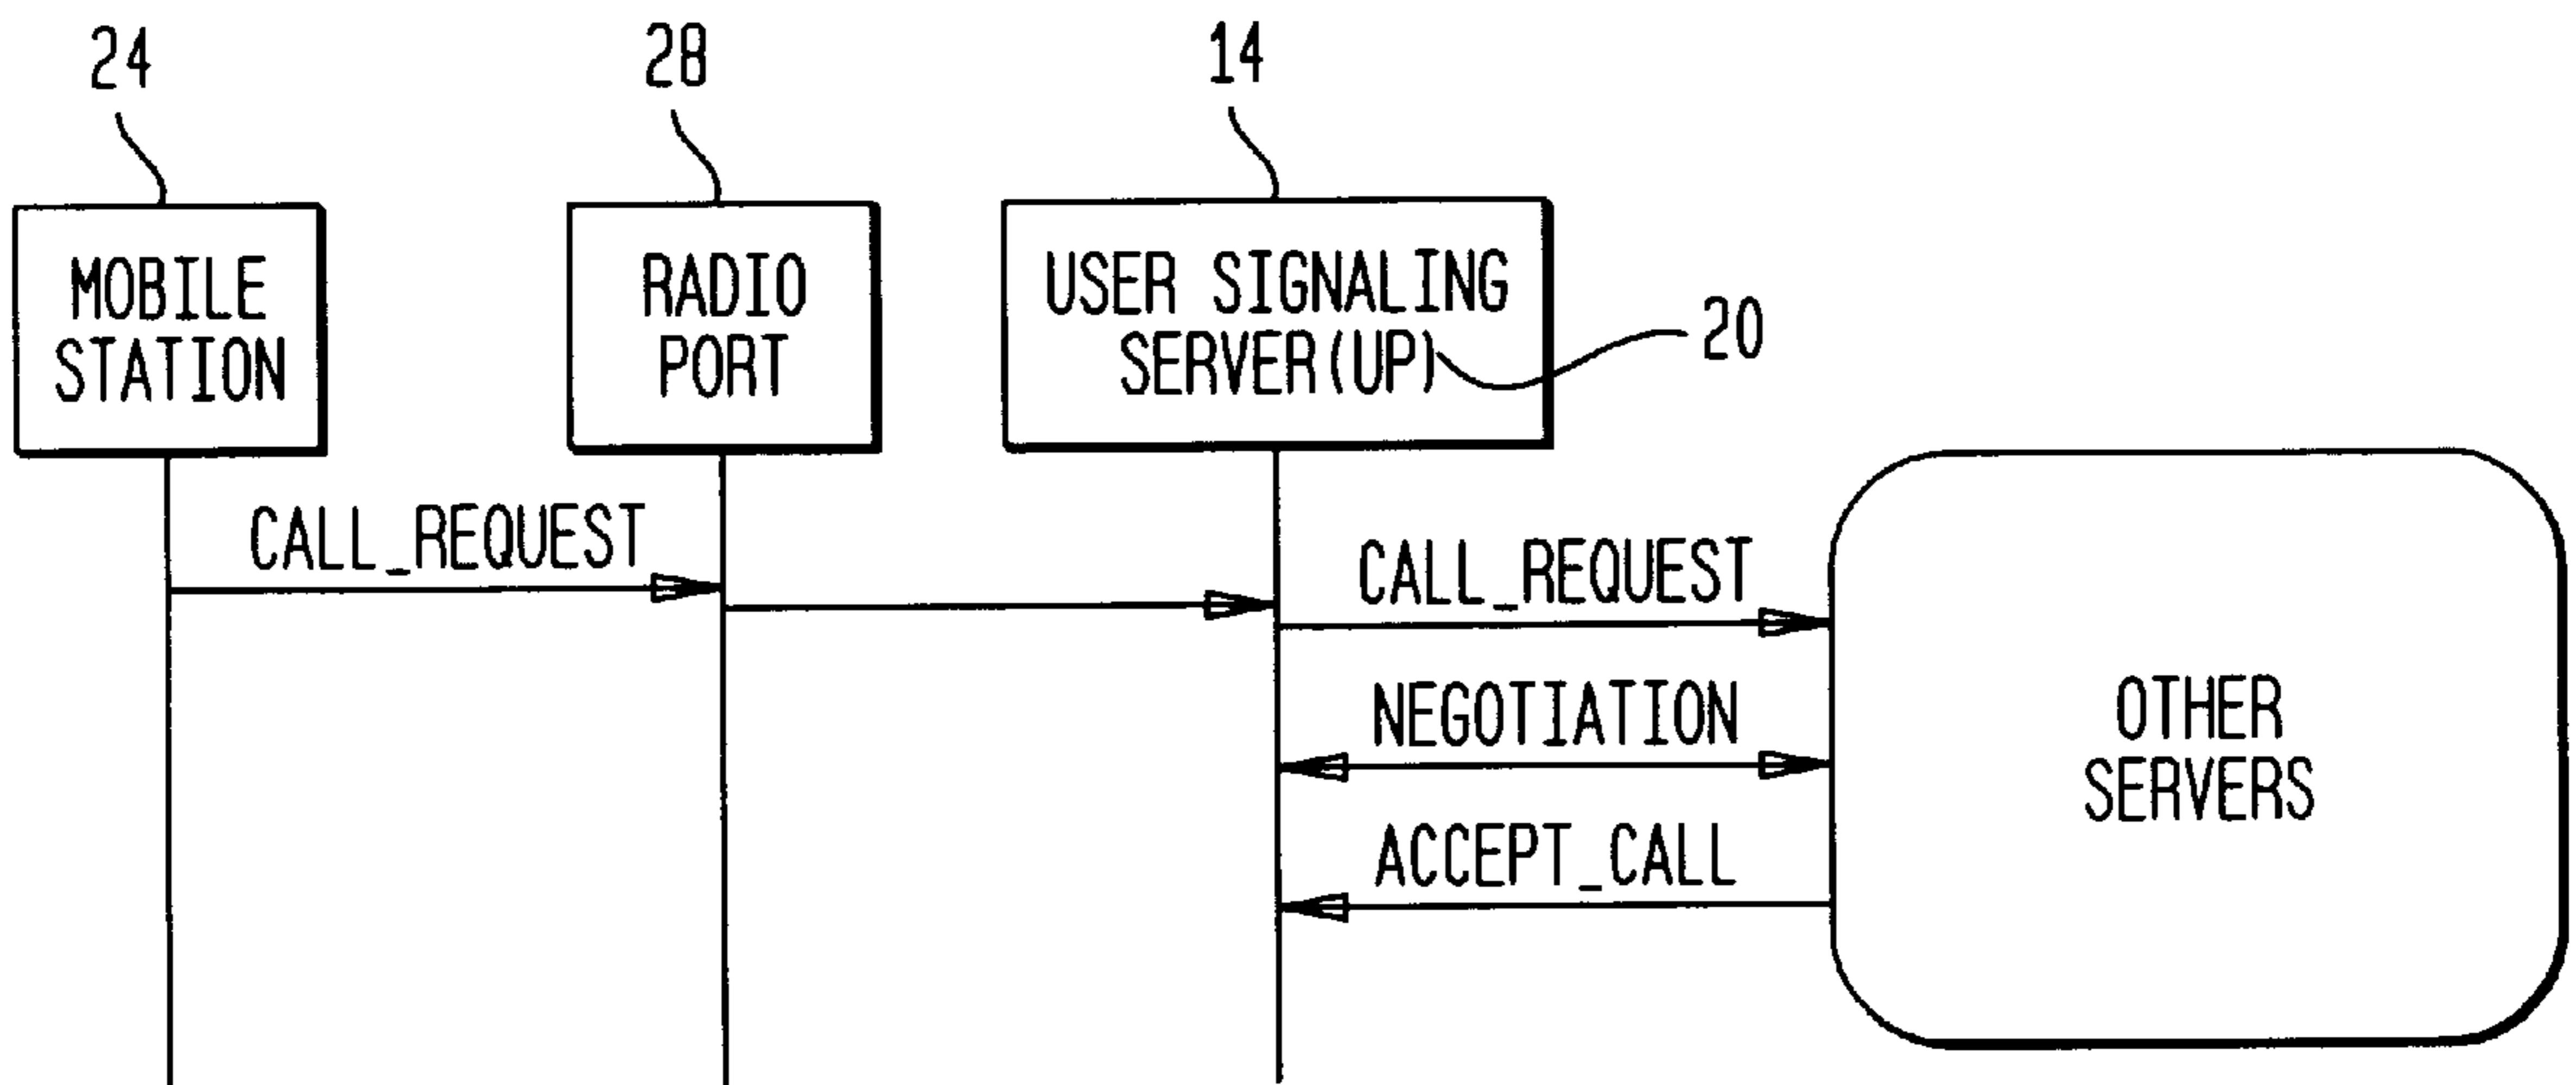 24
28
14
MOBILE
STATION
RADIO
PORT
USER SIGNALING
SERVER(UP)
20
CALL_REQUEST
CALL_REQUEST
NEGOTIATION
ACCEPT_CALL
OTHER
SERVERS